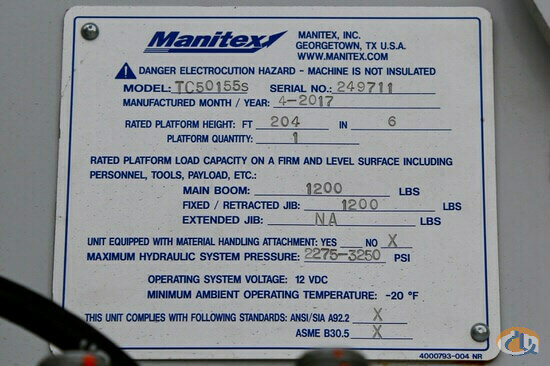 Manitex
MANITEX, INC.
GEORGETOWN, TX U.S.A.
WWW.MANITEX.COM
DANGER ELECTROCUTION HAZARD - MACHINE IS NOT INSULATED
MODEL: TC50155S SERIAL NO.: 249711
MANUFACTURED MONTH / YEAR: 4-2017
RATED PLATFORM HEIGHT: FT 204 IN 6
PLATFORM QUANTITY: 1
RATED PLATFORM LOAD CAPACITY ON A FIRM AND LEVEL SURFACE INCLUDING
PERSONNEL, TOOLS, PAYLOAD, ETC.:
MAIN BOOM: 1200 LBS
FIXED / RETRACTED JIB: 1200 LBS
EXTENDED JIB: NA LBS
UNIT EQUIPPED WITH MATERIAL HANDLING ATTACHMENT: YES NO X
MAXIMUM HYDRAULIC SYSTEM PRESSURE: 2275-3250 PSI
OPERATING SYSTEM VOLTAGE: 12 VDC
MINIMUM AMBIENT OPERATING TEMPERATURE: -20 °F
THIS UNIT COMPLIES WITH FOLLOWING STANDARDS: ANSI/SIA A92.2 X
ASME B30.5 X
4000793-004 NR